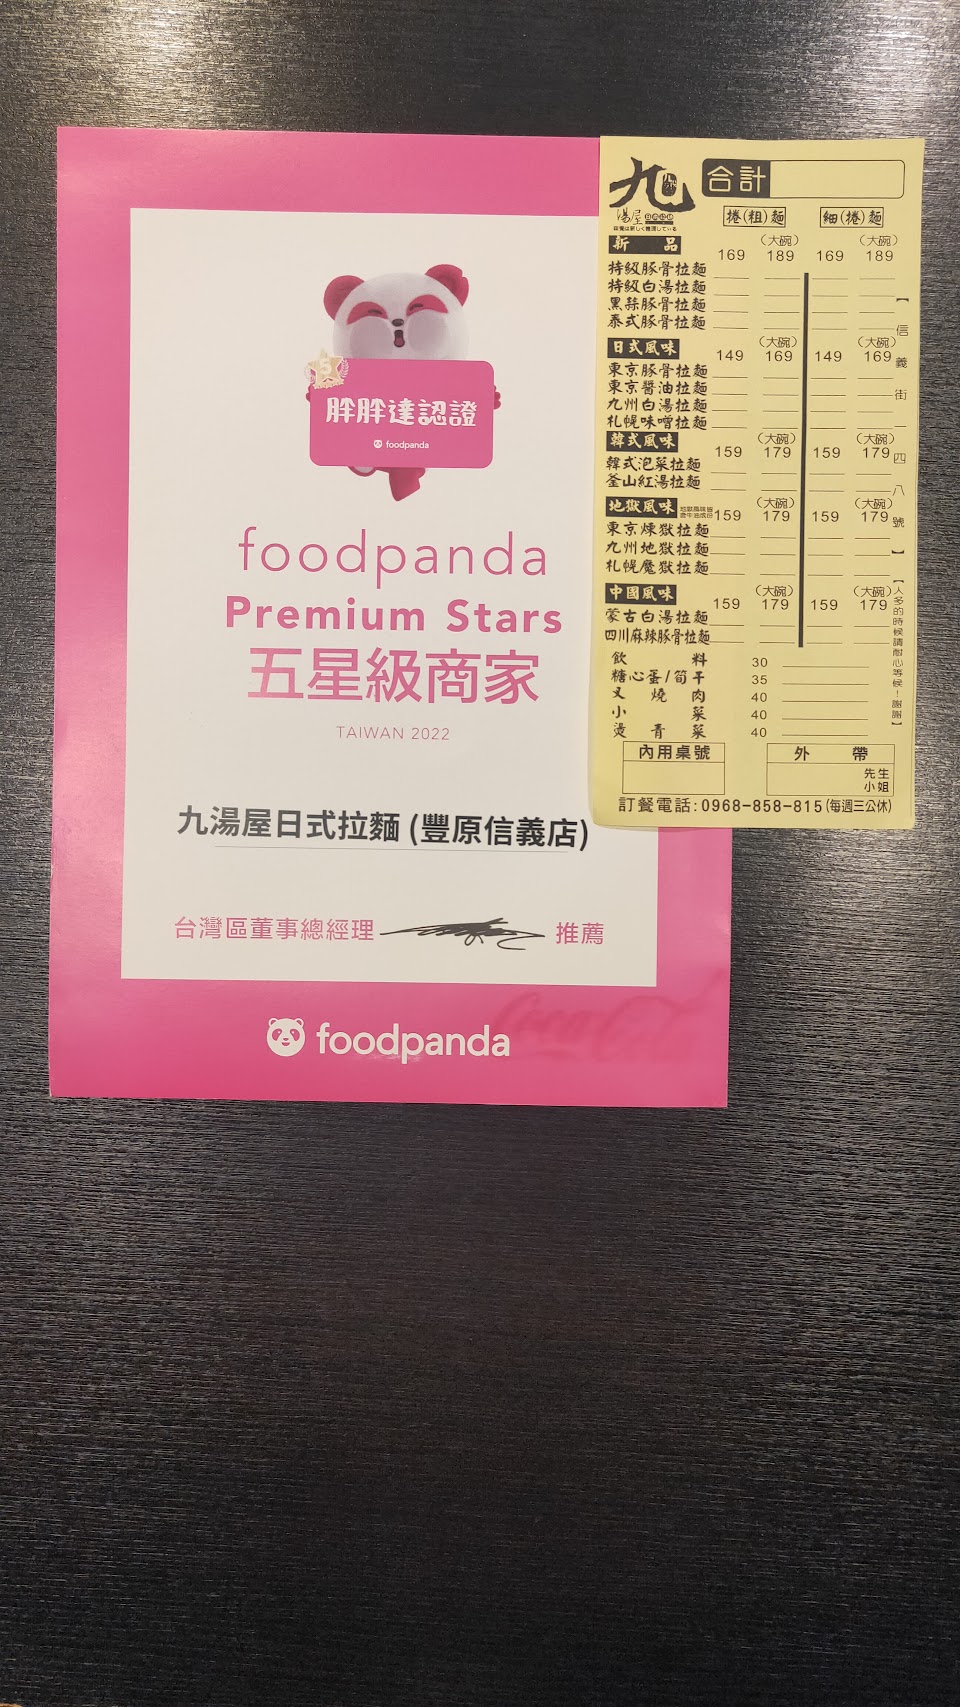 5
胖胖達認證
foodpanda
foodpanda
Premium Stars
五星級商家
TAIWAN 2022
九湯屋日式拉麵(豐原信義店)
台灣區董事總經理 推薦
foodpanda
九 合計
湯屋
捲(粗)麵 細(捲)麵
新品 169 (大碗) 189 169 (大碗) 189
特級豚骨拉麵
特級白湯拉麵
黑蒜豚骨拉麵
泰式豚骨拉麵
日式風味 149 (大碗) 169 149 (大碗) 169
東京豚骨拉麵
東京醬油拉麵
九州白湯拉麵
札幌味噌拉麵
韓式風味 159 (大碗) 179 159 (大碗) 179
韓式泡菜拉麵
釜山紅湯拉麵
地獄風味 159 (大碗) 179 159 (大碗) 179
東京煉獄拉麵
九州地獄拉麵
札幌魔獄拉麵
中國風味 159 (大碗) 179 159 (大碗) 179
蒙古白湯拉麵
四川麻辣豚骨拉麵
飲料 30
糖心蛋/筍干 35
叉燒肉 40
小菜 40
燙青菜 40
內用桌號 外帶
先生
小姐
訂餐電話:0968-858-815(每週三公休)
【信義街一四八號】
【人多的時候請耐心等候!謝謝】